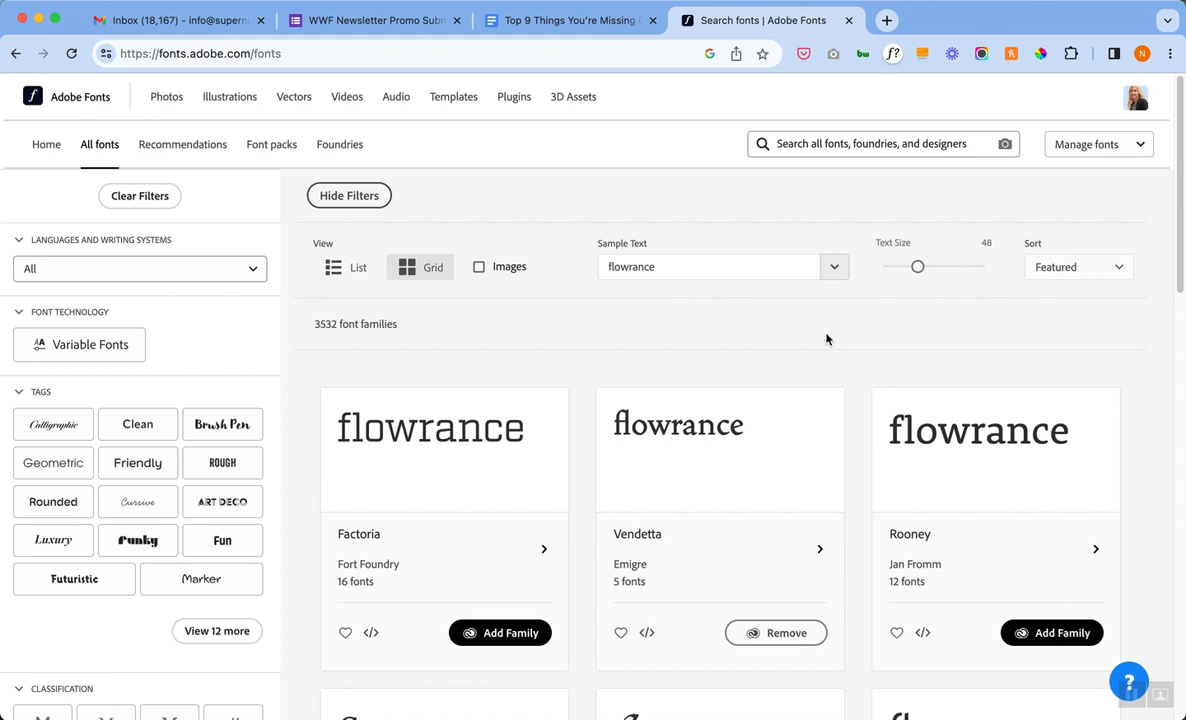 Inbox (18,167) – info@supern
WWF Newsletter Promo Subn
Top 9 Things You're Missing
Search fonts | Adobe Fonts
https://fonts.adobe.com/fonts
G
bw
f?
N
f
Adobe Fonts
Photos
Illustrations
Vectors
Videos
Audio
Templates
Plugins
3D Assets
Home
All fonts
Recommendations
Font packs
Foundries
Search all fonts, foundries, and designers
Manage fonts
Clear Filters
Hide Filters
LANGUAGES AND WRITING SYSTEMS
All
View
List
Grid
Images
Sample Text
flowrance
Text Size
48
Sort
Featured
FONT TECHNOLOGY
Variable Fonts
3532 font families
TAGS
Calligraphic
Clean
Brush Pen
Geometric
Friendly
ROUGH
Rounded
Cursive
ART DECO
Luxury
Funky
Fun
Futuristic
Marker
View 12 more
CLASSIFICATION
flowrance
Factoria
Fort Foundry
16 fonts
</>
Add Family
flowrance
Vendetta
Emigre
5 fonts
</>
Remove
flowrance
Rooney
Jan Fromm
12 fonts
</>
Add Family
?